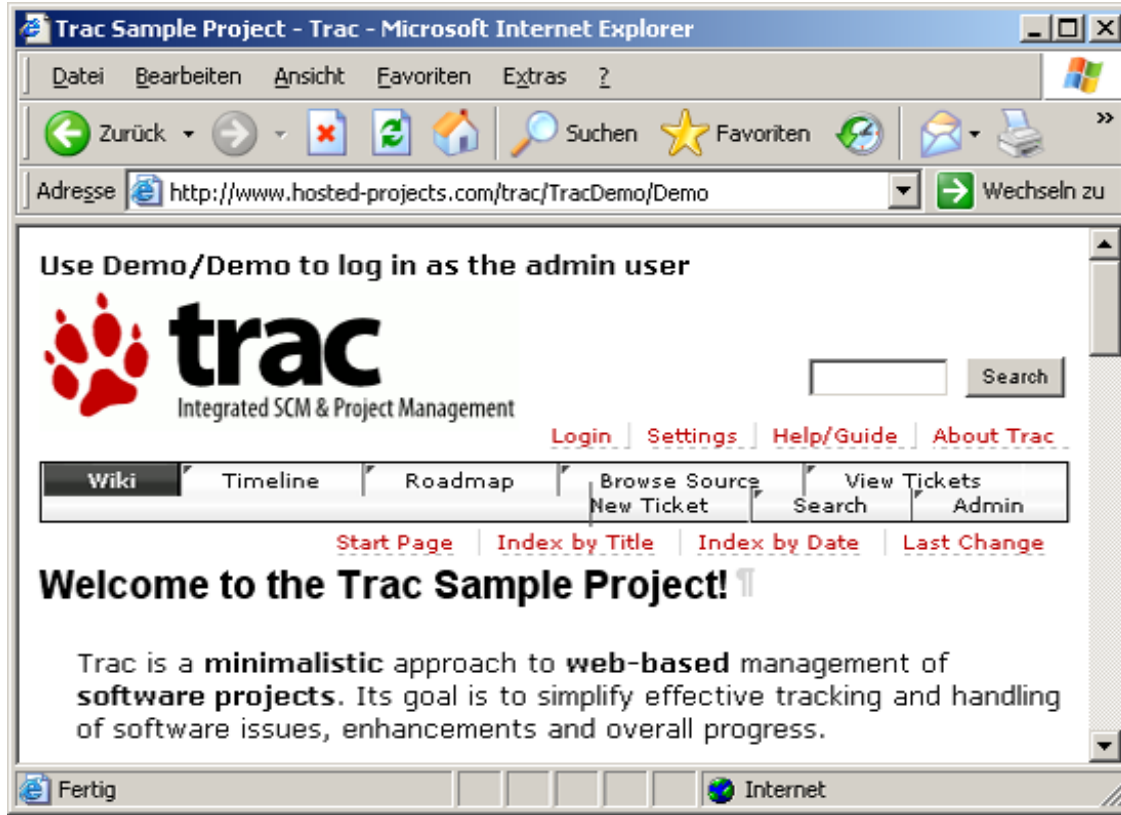 Trac Sample Project - Trac - Microsoft Internet Explorer
Datei Bearbeiten Ansicht Favoriten Extras ?
Zurück Suchen Favoriten »
Adresse http://www.hosted-projects.com/trac/TracDemo/Demo Wechseln zu
Use Demo/Demo to log in as the admin user
trac
Integrated SCM & Project Management
Search
Login Settings Help/Guide About Trac
Wiki Timeline Roadmap Browse Source View Tickets
New Ticket Search Admin
Start Page Index by Title Index by Date Last Change
Welcome to the Trac Sample Project! ¶
Trac is a minimalistic approach to web-based management of
software projects. Its goal is to simplify effective tracking and handling
of software issues, enhancements and overall progress.
Fertig Internet